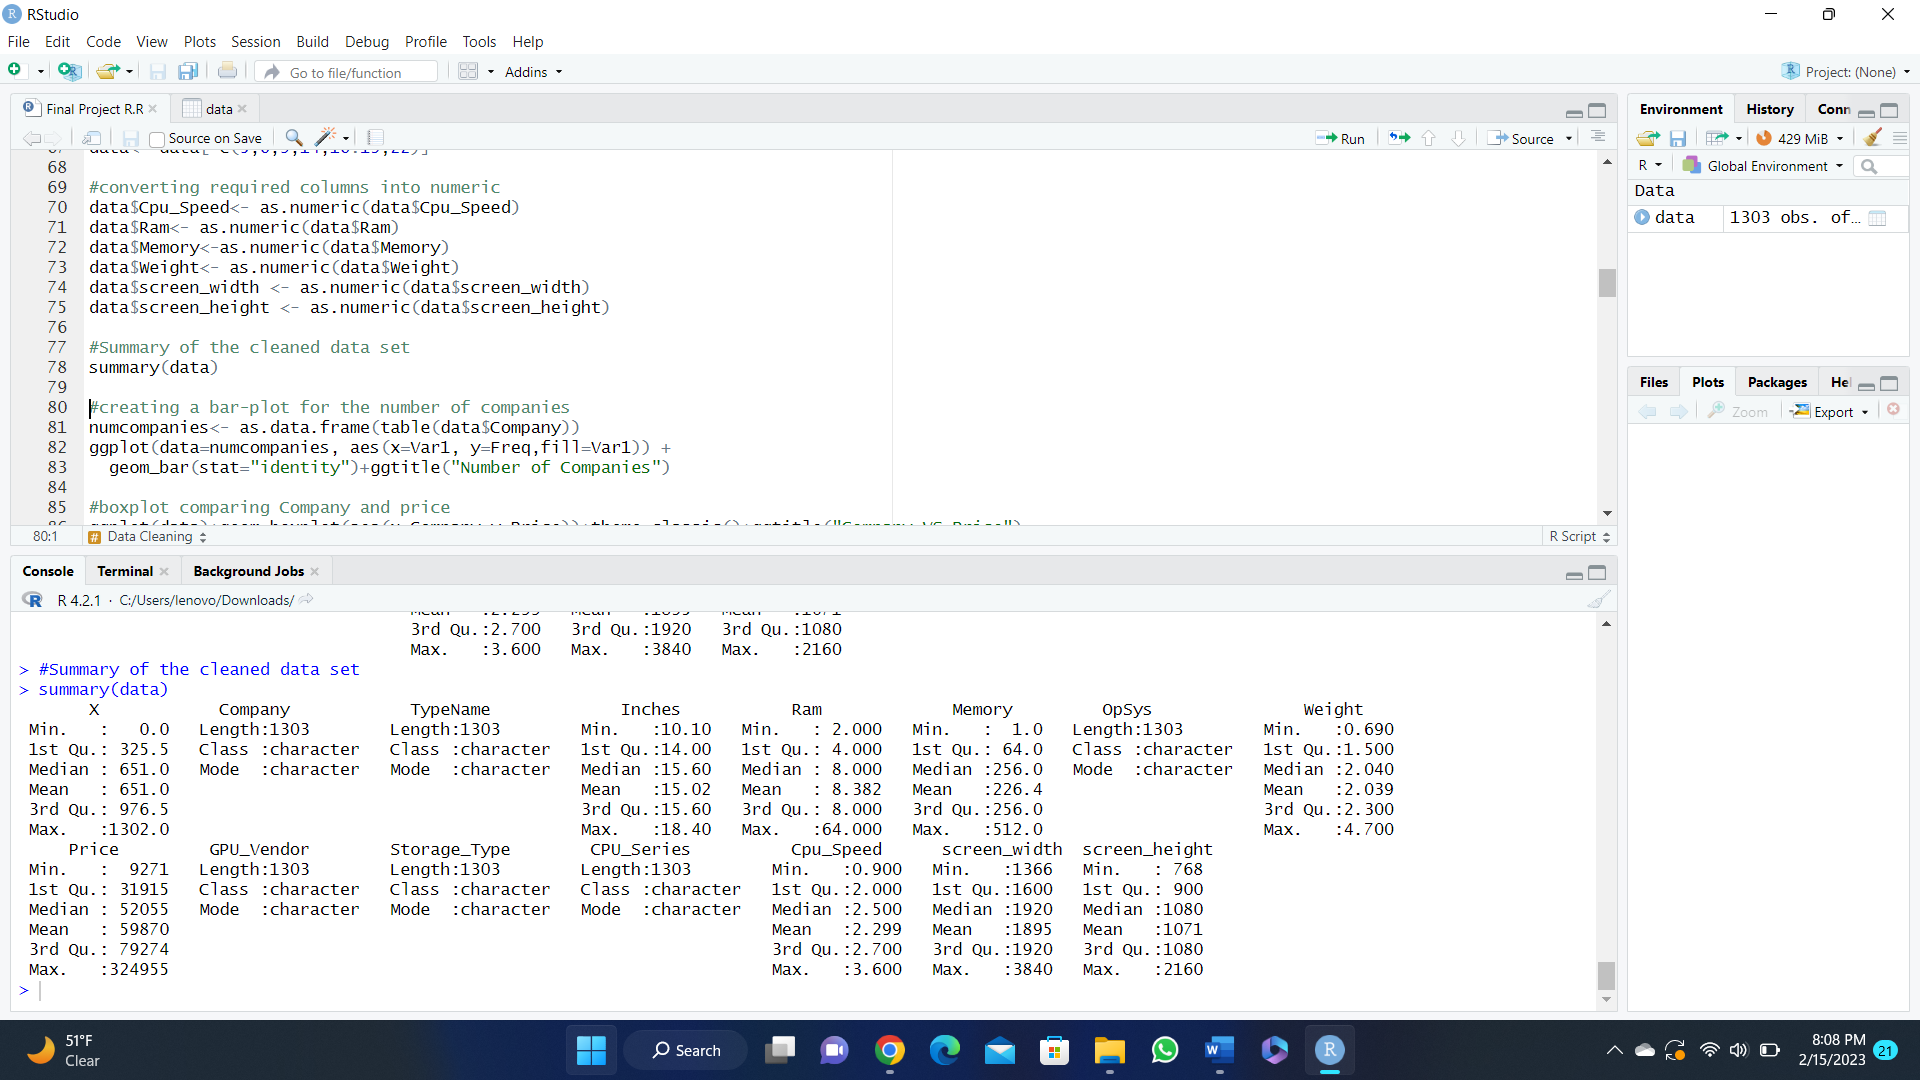 RStudio
File Edit Code View Plots Session Build Debug Profile Tools Help
Go to file/function Addins Project: (None)
Final Project R.R data
Source on Save Run Source
68
69 #converting required columns into numeric
70 data$Cpu_Speed<- as.numeric(data$Cpu_Speed)
71 data$Ram<- as.numeric(data$Ram)
72 data$Memory<-as.numeric(data$Memory)
73 data$Weight<- as.numeric(data$Weight)
74 data$screen_width <- as.numeric(data$screen_width)
75 data$screen_height <- as.numeric(data$screen_height)
76
77 #Summary of the cleaned data set
78 summary(data)
79
80 #creating a bar-plot for the number of companies
81 numcompanies<- as.data.frame(table(data$Company))
82 ggplot(data=numcompanies, aes(x=Var1, y=Freq,fill=Var1)) +
83 geom_bar(stat="identity")+ggtitle("Number of Companies")
84
85 #boxplot comparing Company and price
80:1 Data Cleaning R Script
Console Terminal Background Jobs
R 4.2.1 · C:/Users/lenovo/Downloads/
3rd Qu.:2.700 3rd Qu.:1920 3rd Qu.:1080
Max. :3.600 Max. :3840 Max. :2160
> #Summary of the cleaned data set
> summary(data)
X Company TypeName Inches Ram Memory OpSys Weight
Min. : 0.0 Length:1303 Length:1303 Min. :10.10 Min. : 2.000 Min. : 1.0 Length:1303 Min. :0.690
1st Qu.: 325.5 Class :character Class :character 1st Qu.:14.00 1st Qu.: 4.000 1st Qu.: 64.0 Class :character 1st Qu.:1.500
Median : 651.0 Mode :character Mode :character Median :15.60 Median : 8.000 Median :256.0 Mode :character Median :2.040
Mean : 651.0 Mean :15.02 Mean : 8.382 Mean :226.4 Mean :2.039
3rd Qu.: 976.5 3rd Qu.:15.60 3rd Qu.: 8.000 3rd Qu.:256.0 3rd Qu.:2.300
Max. :1302.0 Max. :18.40 Max. :64.000 Max. :512.0 Max. :4.700
Price GPU_Vendor Storage_Type CPU_Series Cpu_Speed screen_width screen_height
Min. : 9271 Length:1303 Length:1303 Length:1303 Min. :0.900 Min. :1366 Min. : 768
1st Qu.: 31915 Class :character Class :character Class :character 1st Qu.:2.000 1st Qu.:1600 1st Qu.: 900
Median : 52055 Mode :character Mode :character Mode :character Median :2.500 Median :1920 Median :1080
Mean : 59870 Mean :2.299 Mean :1895 Mean :1071
3rd Qu.: 79274 3rd Qu.:2.700 3rd Qu.:1920 3rd Qu.:1080
Max. :324955 Max. :3.600 Max. :3840 Max. :2160
>
Environment History Conn
429 MiB
R Global Environment
Data
data 1303 obs. of…
Files Plots Packages He
Zoom Export
51°F
Clear
Search
8:08 PM
2/15/2023 21